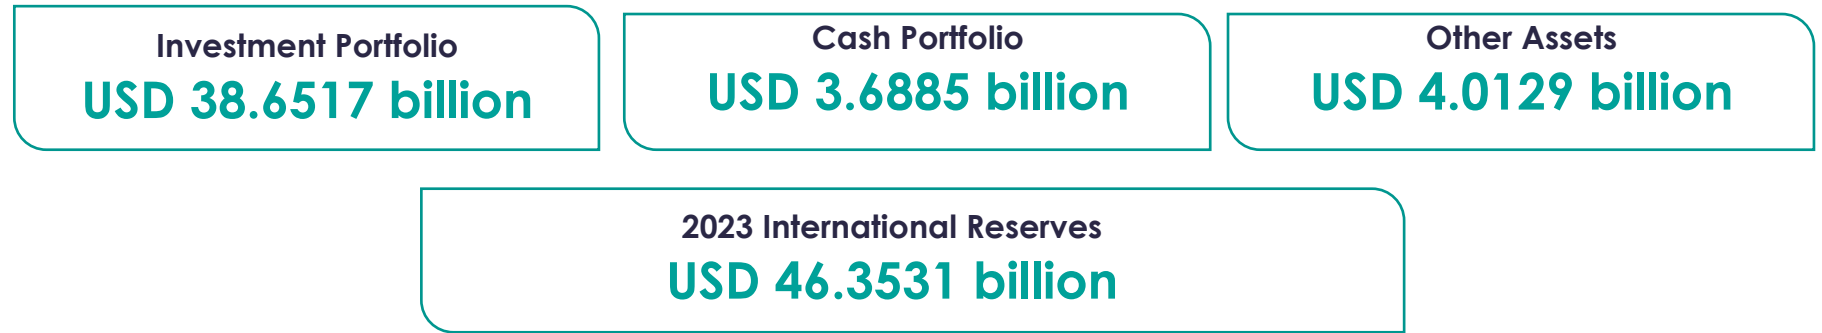 Investment Portfolio
USD 38.6517 billion
Cash Portfolio
USD 3.6885 billion
Other Assets
USD 4.0129 billion
2023 International Reserves
USD 46.3531 billion